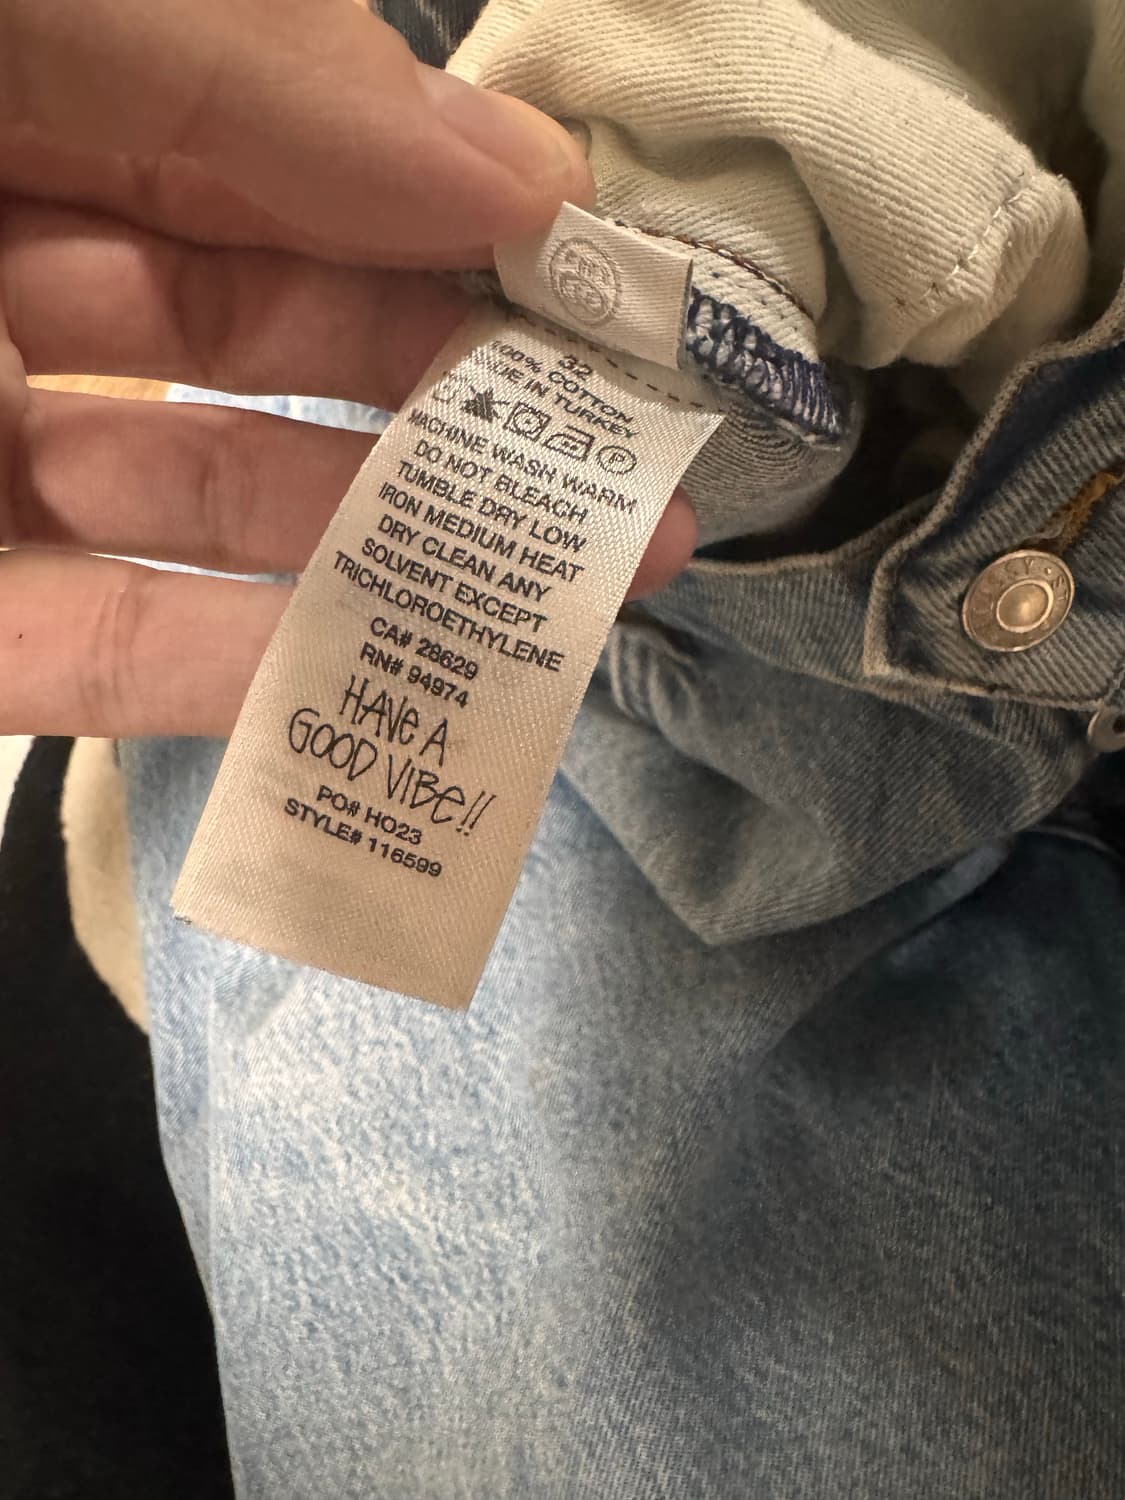 32
100% COTTON
MADE IN TURKEY
MACHINE WASH WARM
DO NOT BLEACH
TUMBLE DRY LOW
IRON MEDIUM HEAT
DRY CLEAN ANY
SOLVENT EXCEPT
TRICHLOROETHYLENE
CA# 28629
RN# 94974
HAVE A
GOOD VIBE!!
PO# HO23
STYLE# 116599